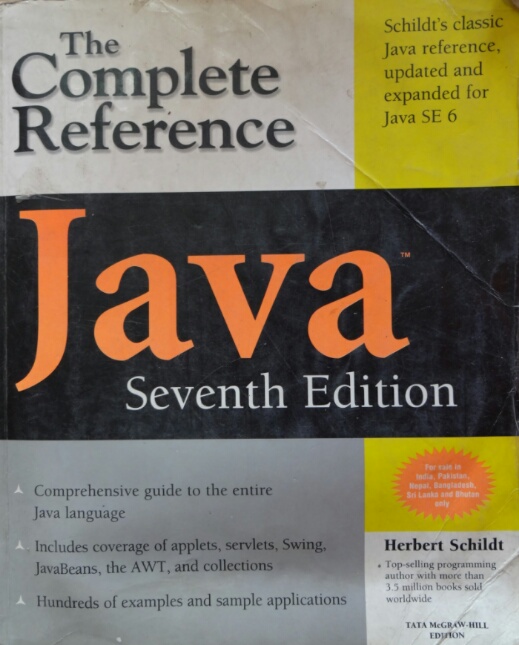 The
Complete
Reference
Schildt's classic
Java reference,
updated and
expanded for
Java SE 6
Java™
Seventh Edition
Comprehensive guide to the entire
Java language
Includes coverage of applets, servlets, Swing,
JavaBeans, the AWT, and collections
Hundreds of examples and sample applications
For sale in
India, Pakistan,
Nepal, Bangladesh,
Sri Lanka and Bhutan
only
Herbert Schildt
Top-selling programming
author with more than
3.5 million books sold
worldwide
TATA McGRAW-HILL
EDITION